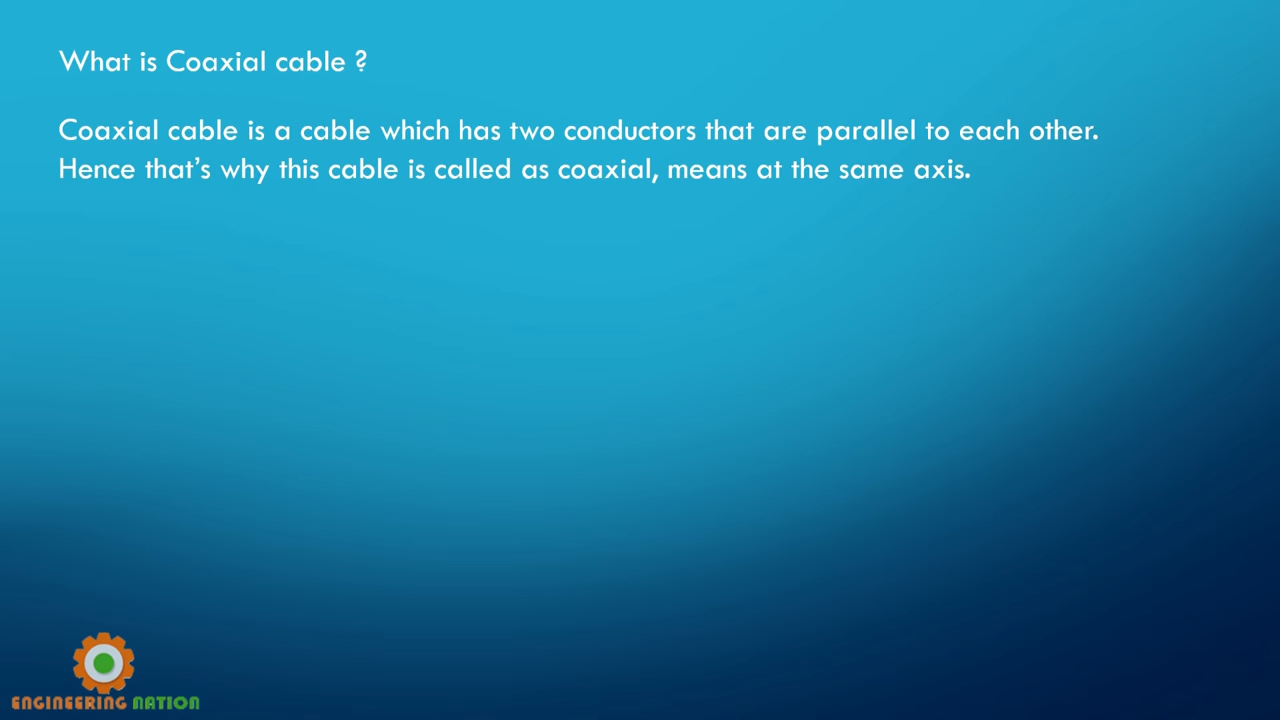 What is Coaxial cable ?
Coaxial cable is a cable which has two conductors that are parallel to each other.
Hence that’s why this cable is called as coaxial, means at the same axis.
ENGINEERING NATION